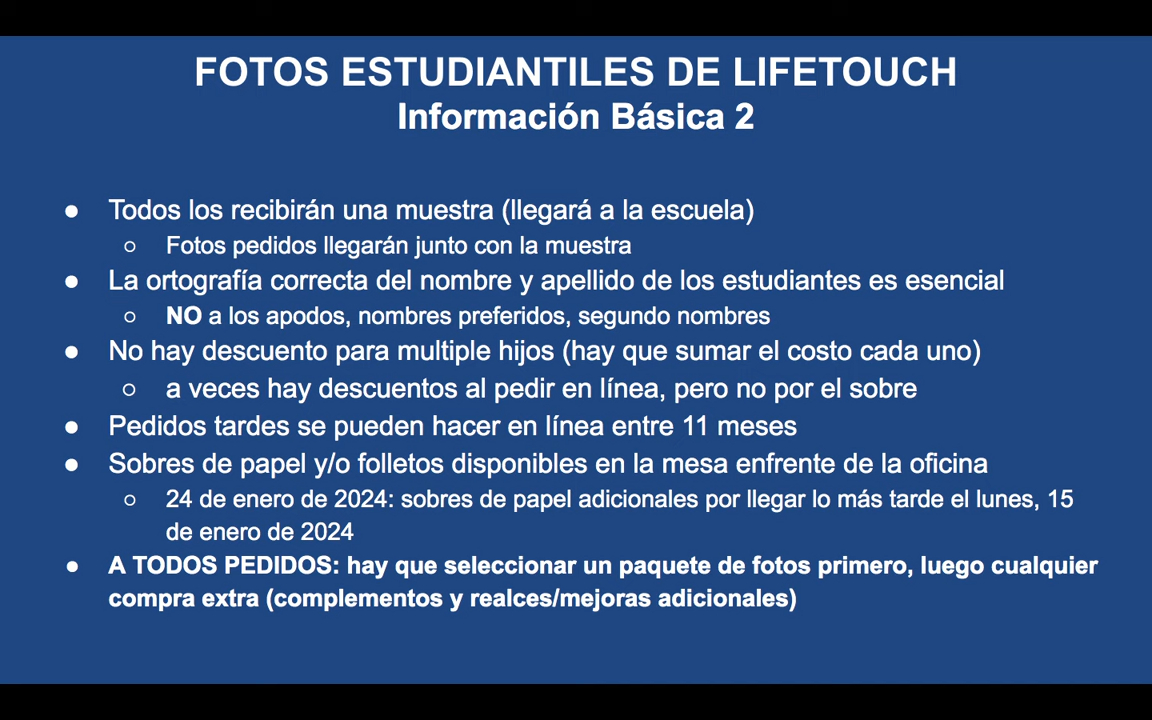 FOTOS ESTUDIANTILES DE LIFETOUCH
Información Básica 2
● Todos los recibirán una muestra (llegará a la escuela)
○ Fotos pedidos llegarán junto con la muestra
● La ortografía correcta del nombre y apellido de los estudiantes es esencial
○ NO a los apodos, nombres preferidos, segundo nombres
● No hay descuento para multiple hijos (hay que sumar el costo cada uno)
○ a veces hay descuentos al pedir en línea, pero no por el sobre
● Pedidos tardes se pueden hacer en línea entre 11 meses
● Sobres de papel y/o folletos disponibles en la mesa enfrente de la oficina
○ 24 de enero de 2024: sobres de papel adicionales por llegar lo más tarde el lunes, 15
de enero de 2024
● A TODOS PEDIDOS: hay que seleccionar un paquete de fotos primero, luego cualquier
compra extra (complementos y realces/mejoras adicionales)